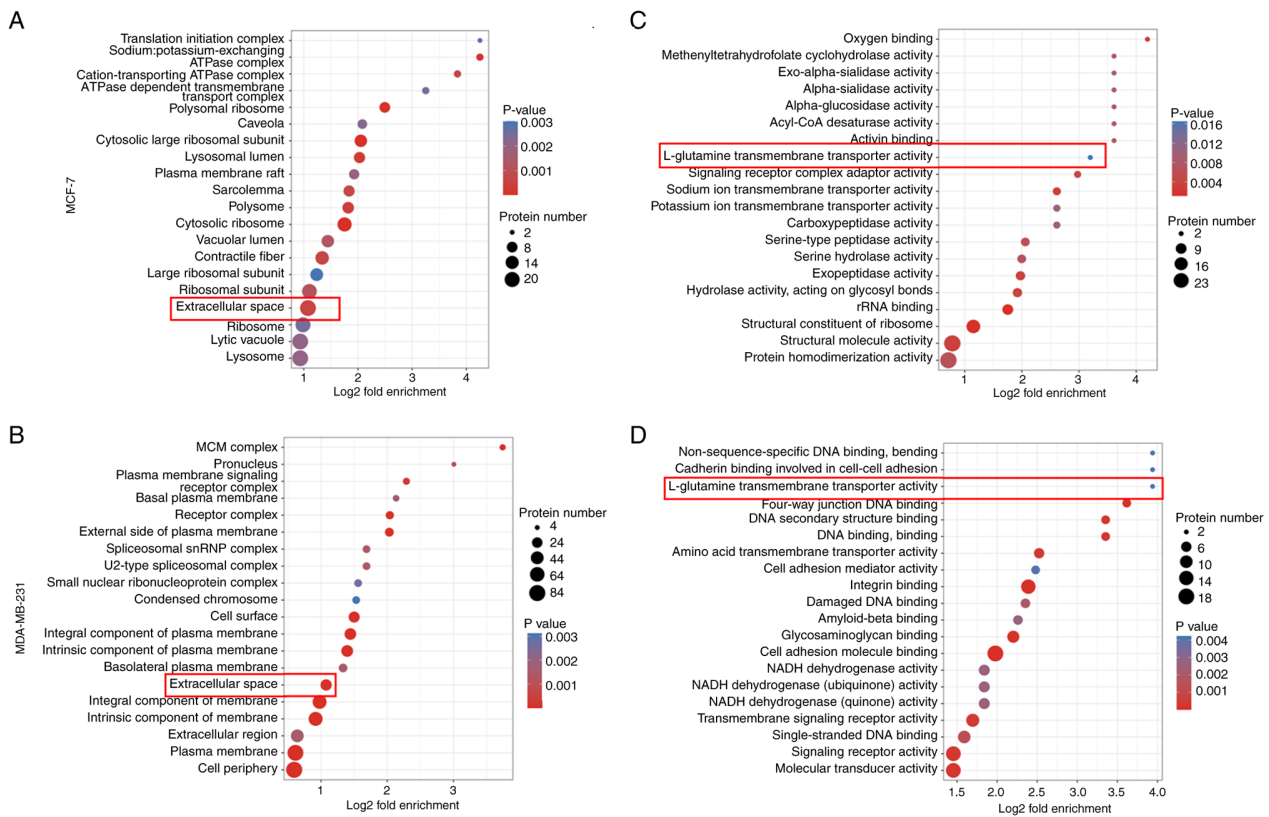 A
Translation initiation complex
Sodium:potassium-exchanging
ATPase complex
Cation-transporting ATPase complex
ATPase dependent transmembrane
transport complex
Polysomal ribosome
Caveola
Cytosolic large ribosomal subunit
Lysosomal lumen
Plasma membrane raft
Sarcolemma
Polysome
Cytosolic ribosome
Vacuolar lumen
Contractile fiber
Large ribosomal subunit
Ribosomal subunit
Extracellular space
Ribosome
Lytic vacuole
Lysosome
MCF-7
1 2 3 4
Log2 fold enrichment
P-value
0.003
0.002
0.001
Protein number
2
8
14
20
B
MCM complex
Pronucleus
Plasma membrane signaling
receptor complex
Basal plasma membrane
Receptor complex
External side of plasma membrane
Spliceosomal snRNP complex
U2-type spliceosomal complex
Small nuclear ribonucleoprotein complex
Condensed chromosome
Cell surface
Integral component of plasma membrane
Intrinsic component of plasma membrane
Basolateral plasma membrane
Extracellular space
Integral component of membrane
Intrinsic component of membrane
Extracellular region
Plasma membrane
Cell periphery
MDA-MB-231
1 2 3
Log2 fold enrichment
Protein number
4
24
44
64
84
P value
0.003
0.002
0.001
C
Oxygen binding
Methenyltetrahydrofolate cyclohydrolase activity
Exo-alpha-sialidase activity
Alpha-sialidase activity
Alpha-glucosidase activity
Acyl-CoA desaturase activity
Activin binding
L-glutamine transmembrane transporter activity
Signaling receptor complex adaptor activity
Sodium ion transmembrane transporter activity
Potassium ion transmembrane transporter activity
Carboxypeptidase activity
Serine-type peptidase activity
Serine hydrolase activity
Exopeptidase activity
Hydrolase activity, acting on glycosyl bonds
rRNA binding
Structural constituent of ribosome
Structural molecule activity
Protein homodimerization activity
1 2 3 4
Log2 fold enrichment
P-value
0.016
0.012
0.008
0.004
Protein number
2
9
16
23
D
Non-sequence-specific DNA binding, bending
Cadherin binding involved in cell-cell adhesion
L-glutamine transmembrane transporter activity
Four-way junction DNA binding
DNA secondary structure binding
DNA binding, binding
Amino acid transmembrane transporter activity
Cell adhesion mediator activity
Integrin binding
Damaged DNA binding
Amyloid-beta binding
Glycosaminoglycan binding
Cell adhesion molecule binding
NADH dehydrogenase activity
NADH dehydrogenase (ubiquinone) activity
NADH dehydrogenase (quinone) activity
Transmembrane signaling receptor activity
Single-stranded DNA binding
Signaling receptor activity
Molecular transducer activity
1.5 2.0 2.5 3.0 3.5 4.0
Log2 fold enrichment
Protein number
2
6
10
14
18
P value
0.004
0.003
0.002
0.001